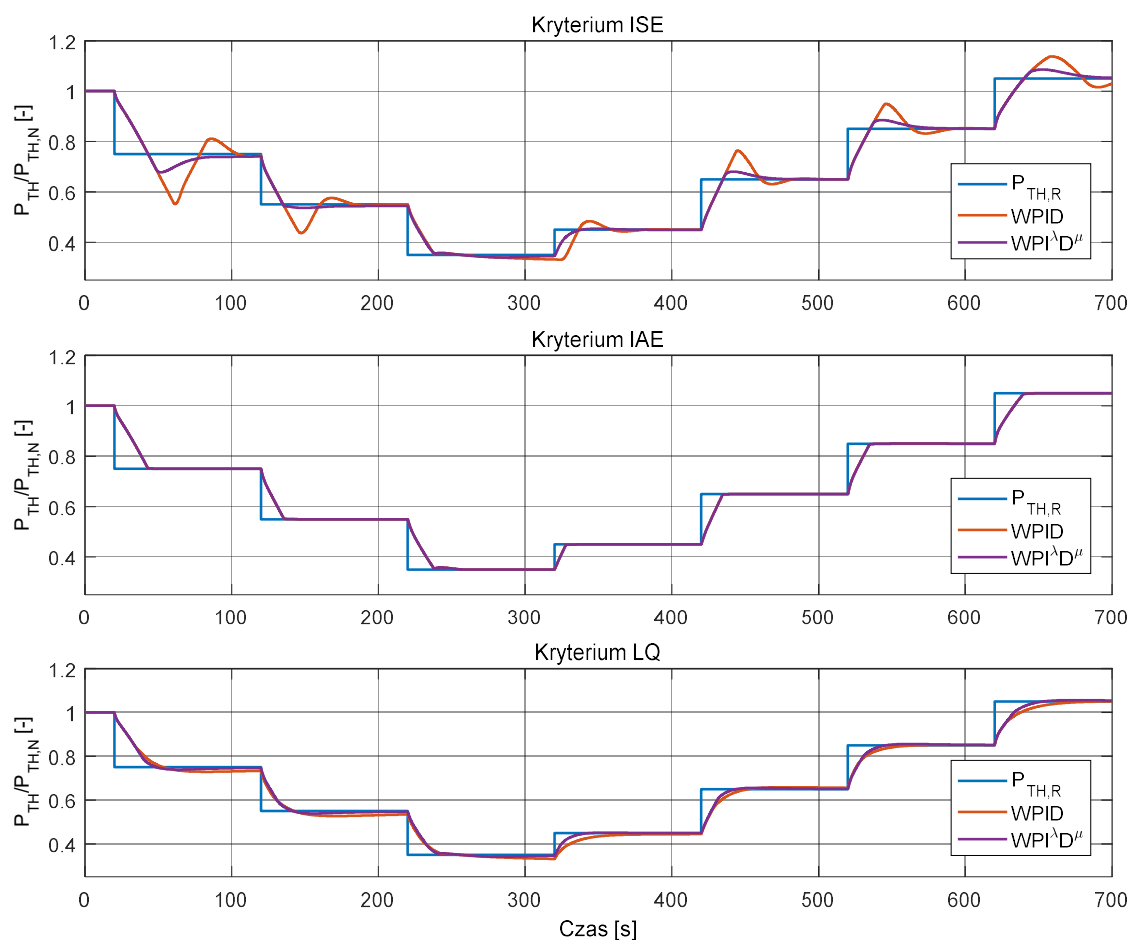 Kryterium ISE
P_TH/P_TH,N [-]
1.2
1
0.8
0.6
0.4
0 100 200 300 400 500 600 700
P_TH,R
WPID
WPI^λD^μ
Kryterium IAE
P_TH/P_TH,N [-]
1.2
1
0.8
0.6
0.4
0 100 200 300 400 500 600 700
P_TH,R
WPID
WPI^λD^μ
Kryterium LQ
P_TH/P_TH,N [-]
1.2
1
0.8
0.6
0.4
0 100 200 300 400 500 600 700
P_TH,R
WPID
WPI^λD^μ
Czas [s]